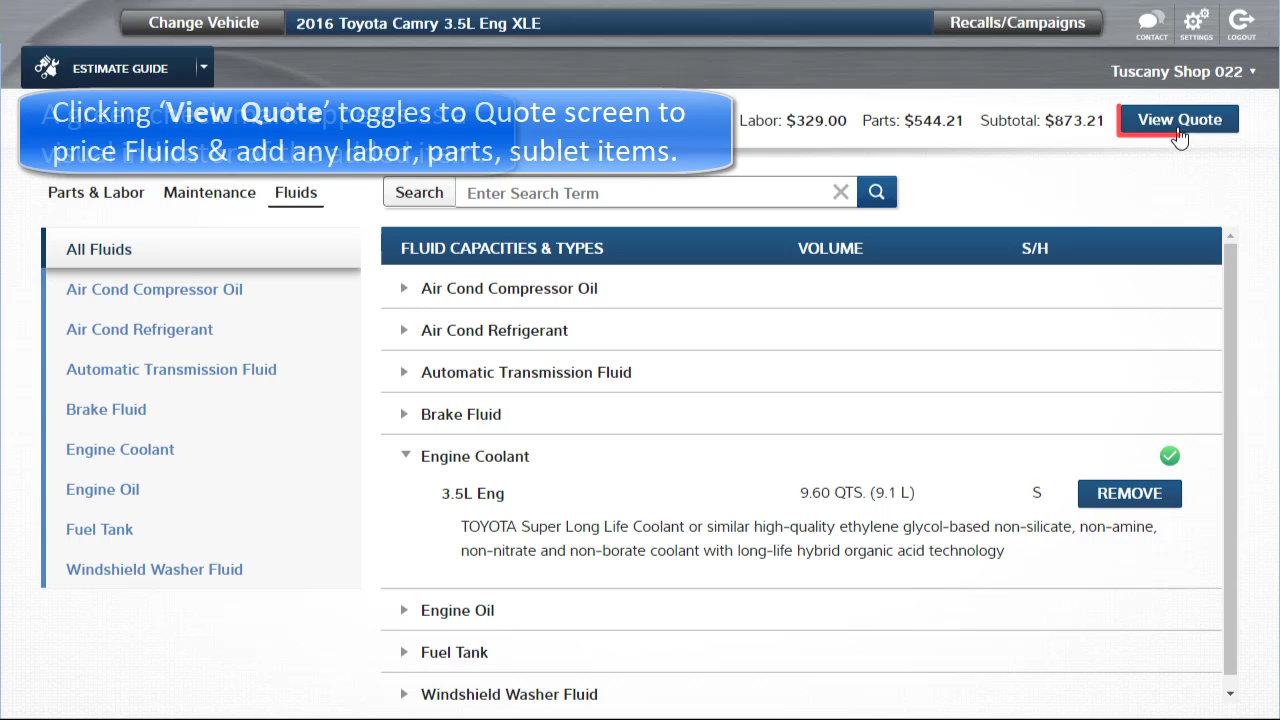 Change Vehicle
2016 Toyota Camry 3.5L Eng XLE
Recalls/Campaigns
CONTACT
SETTINGS
LOGOUT
ESTIMATE GUIDE
Tuscany Shop 022
Clicking ‘View Quote’ toggles to Quote screen to
price Fluids & add any labor, parts, sublet items.
Labor: $329.00 Parts: $544.21 Subtotal: $873.21
View Quote
Parts & Labor
Maintenance
Fluids
Search
Enter Search Term
All Fluids
Air Cond Compressor Oil
Air Cond Refrigerant
Automatic Transmission Fluid
Brake Fluid
Engine Coolant
Engine Oil
Fuel Tank
Windshield Washer Fluid
FLUID CAPACITIES & TYPES VOLUME S/H
Air Cond Compressor Oil
Air Cond Refrigerant
Automatic Transmission Fluid
Brake Fluid
Engine Coolant
3.5L Eng 9.60 QTS. (9.1 L) S REMOVE
TOYOTA Super Long Life Coolant or similar high-quality ethylene glycol-based non-silicate, non-amine,
non-nitrate and non-borate coolant with long-life hybrid organic acid technology
Engine Oil
Fuel Tank
Windshield Washer Fluid